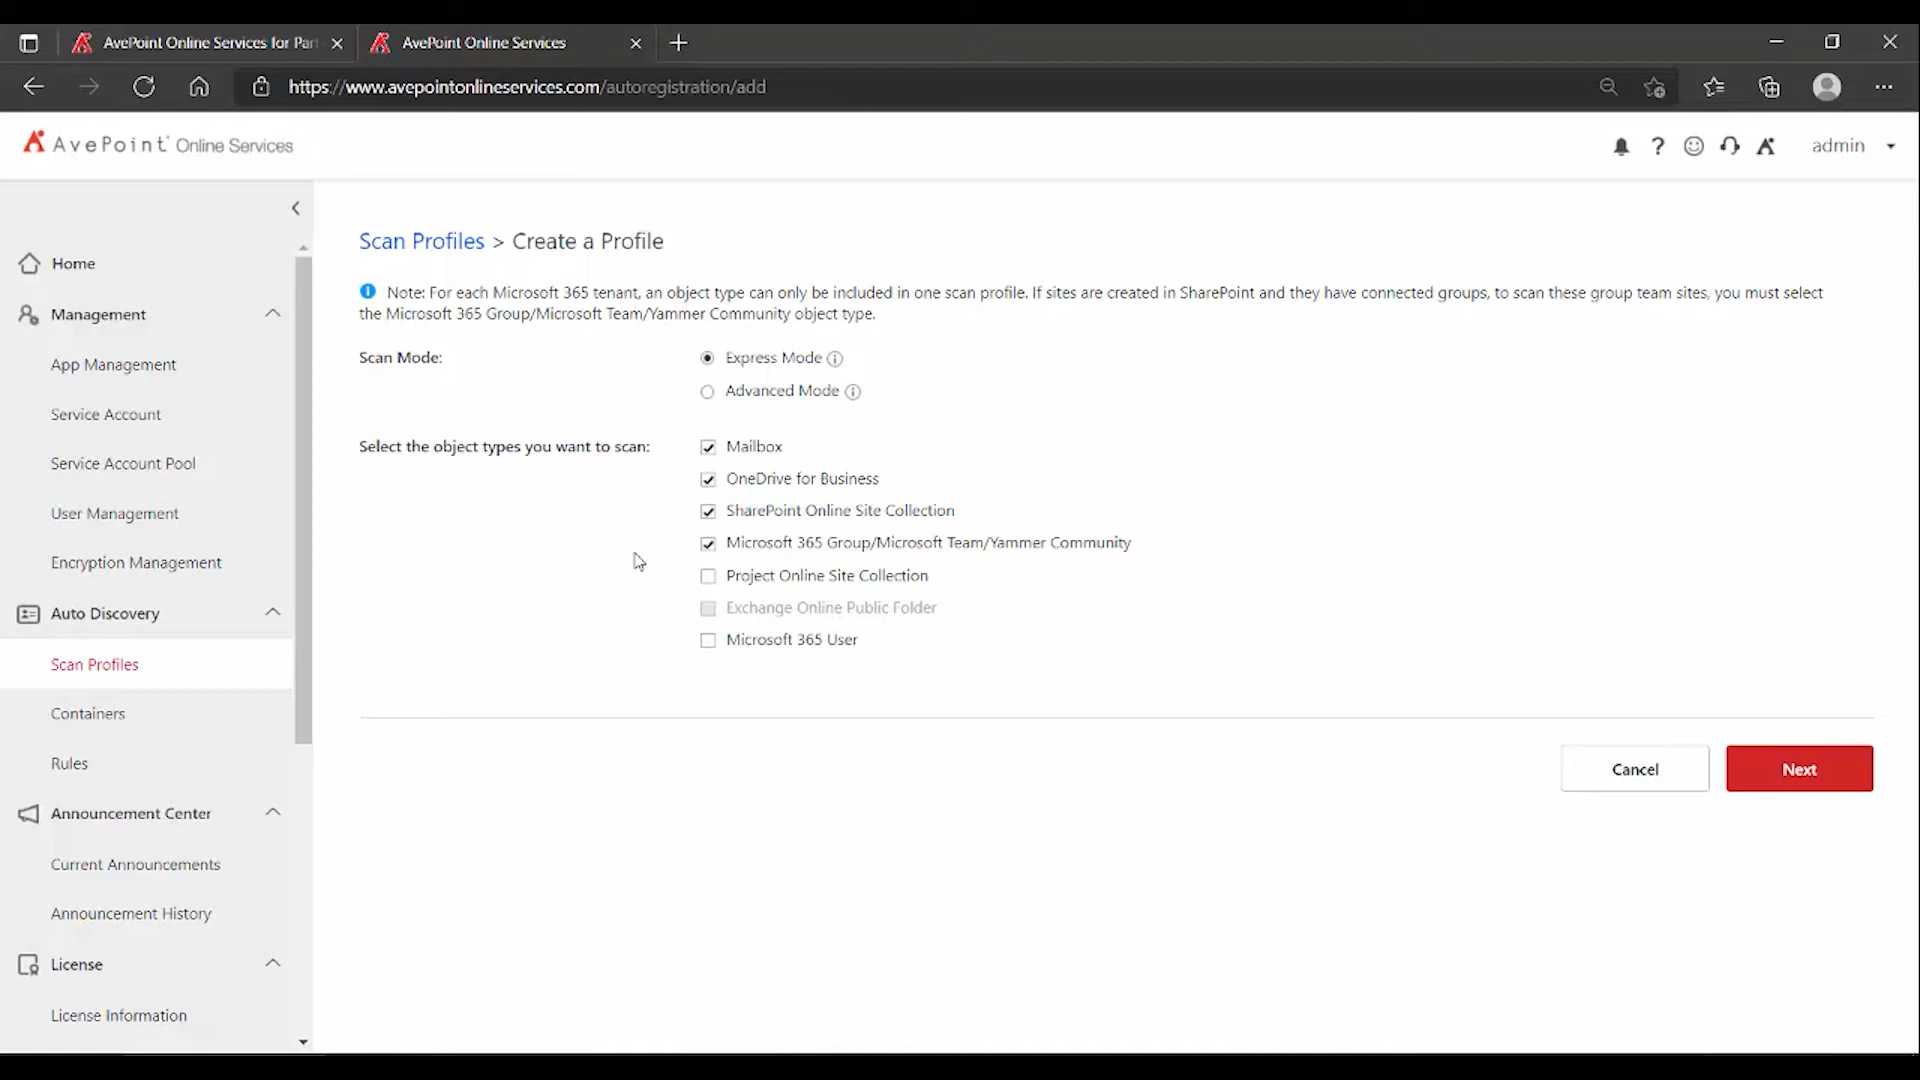 AvePoint Online Services for Par
AvePoint Online Services
https://www.avepointonlineservices.com/autoregistration/add
AvePoint Online Services
? admin
Home
Management
App Management
Service Account
Service Account Pool
User Management
Encryption Management
Auto Discovery
Scan Profiles
Containers
Rules
Announcement Center
Current Announcements
Announcement History
License
License Information
Scan Profiles > Create a Profile
Note: For each Microsoft 365 tenant, an object type can only be included in one scan profile. If sites are created in SharePoint and they have connected groups, to scan these group team sites, you must select
the Microsoft 365 Group/Microsoft Team/Yammer Community object type.
Scan Mode:
Express Mode
Advanced Mode
Select the object types you want to scan:
Mailbox
OneDrive for Business
SharePoint Online Site Collection
Microsoft 365 Group/Microsoft Team/Yammer Community
Project Online Site Collection
Exchange Online Public Folder
Microsoft 365 User
Cancel
Next